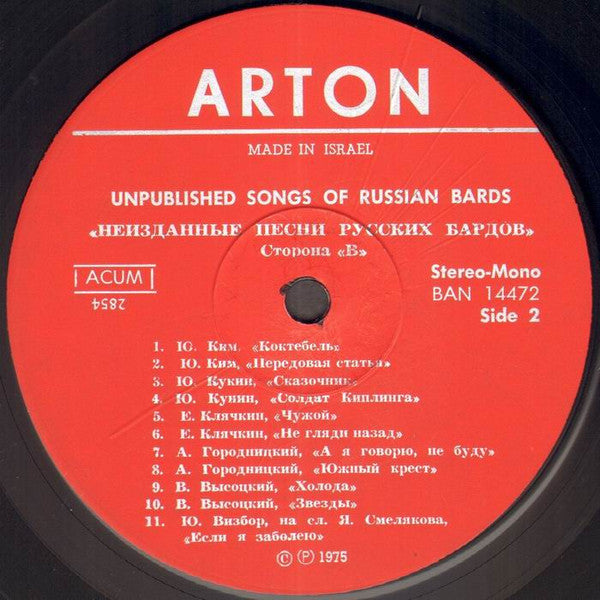 ARTON
MADE IN ISRAEL
UNPUBLISHED SONGS OF RUSSIAN BARDS
«НЕИЗДАННЫЕ ПЕСНИ РУССКИХ БАРДОВ»
Сторона «Б»
ACUM
2854
Stereo-Mono
BAN 14472
Side 2
1. Ю. Ким, «Коктебель»
2. Ю. Ким, «Передовая статья»
3. Ю. Кукин, «Сказочник»
4. Ю. Кукин, «Солдат Киплинга»
5. Е. Клячкин, «Чужой»
6. Е. Клячкин, «Не гляди назад»
7. А. Городницкий, «А я говорю, не буду»
8. А. Городницкий, «Южный крест»
9. В. Высоцкий, «Холода»
10. В. Высоцкий, «Звезды»
11. Ю. Визбор, на сл. Я. Смелякова,
«Если я заболею»
© ℗ 1975